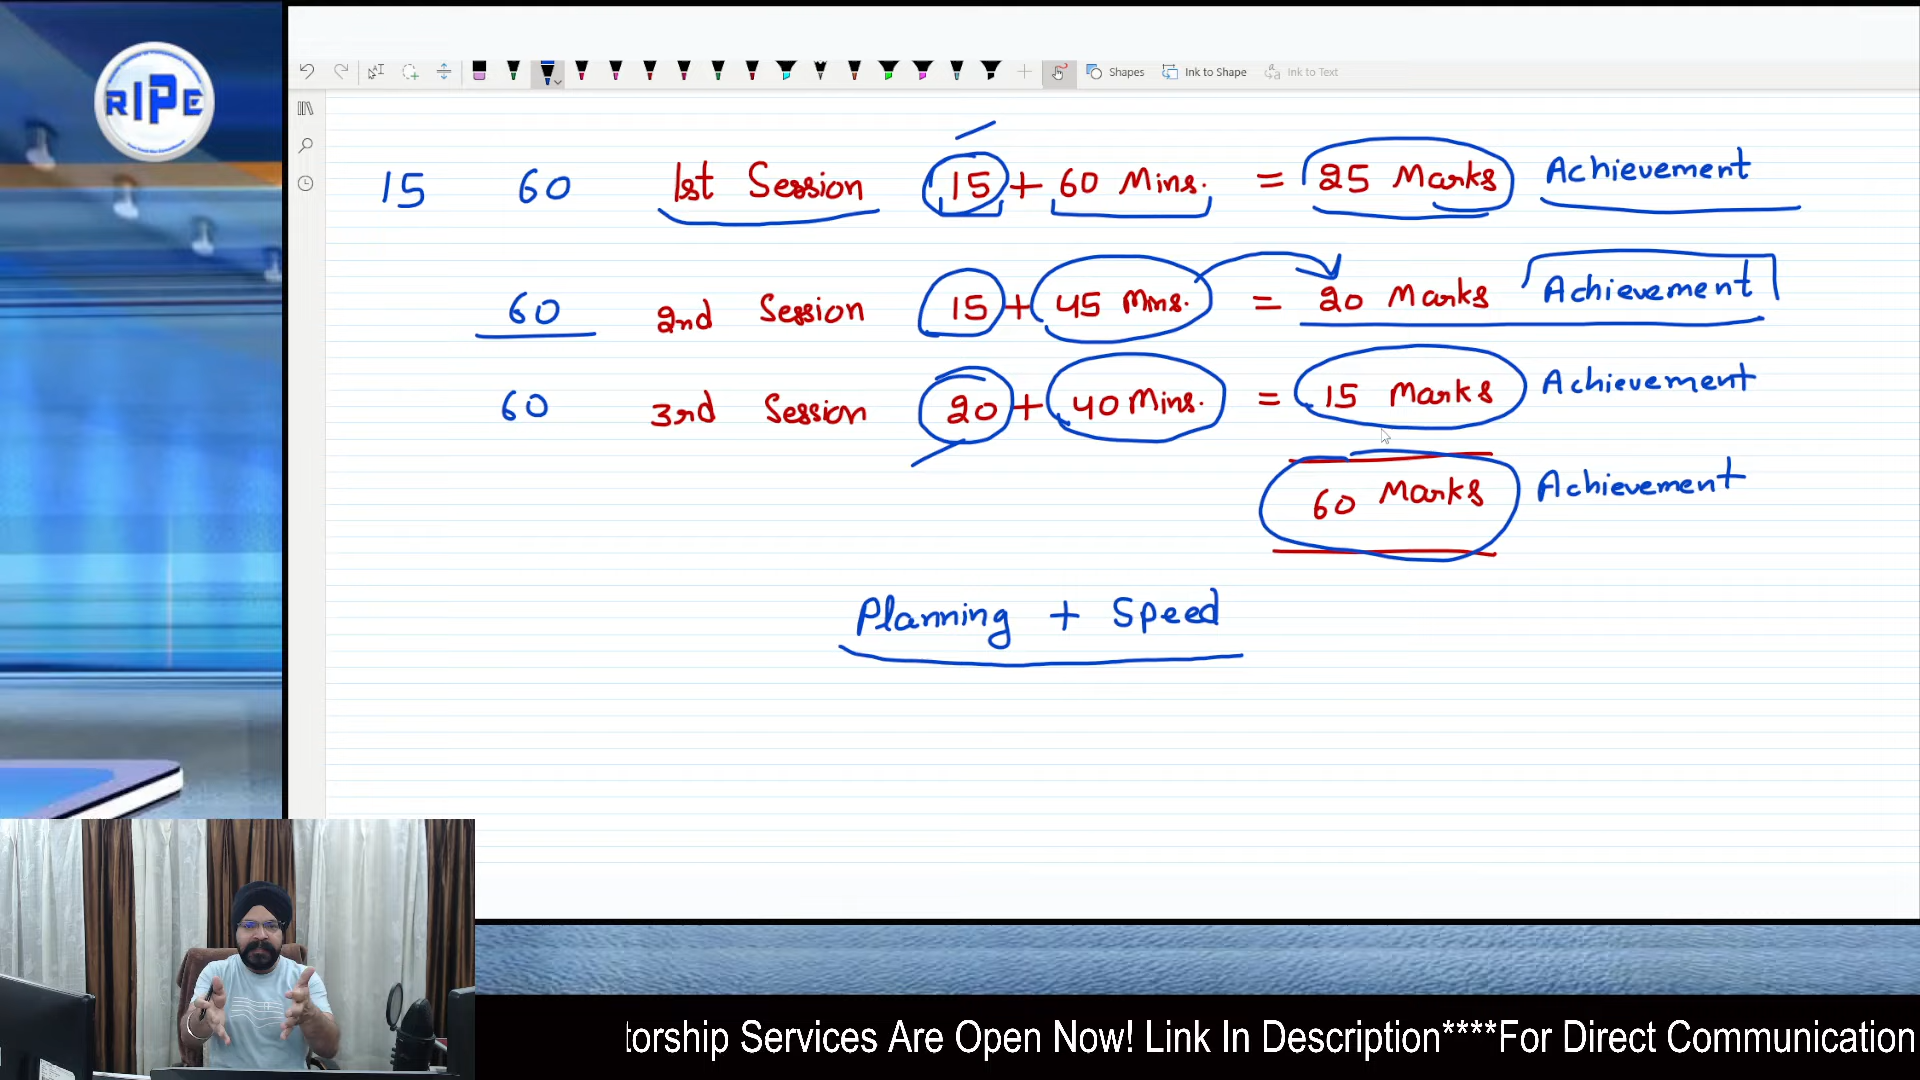 RIPE
Shapes Ink to Shape Ink to Text
15 60 1st Session 15 + 60 Mins. = 25 Marks Achievement
60 2nd Session 15 + 45 Mins. = 20 Marks Achievement
60 3rd Session 20 + 40 Mins. = 15 Marks Achievement
60 Marks Achievement
Planning + Speed
torship Services Are Open Now! Link In Description****For Direct Communication